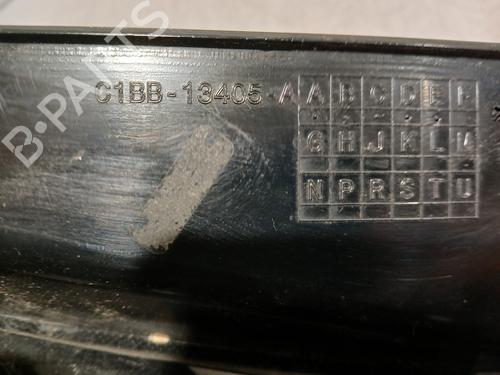 B-PARTS
C1BB-13405-A A B C D E F
G H J K L M
N P R S T U